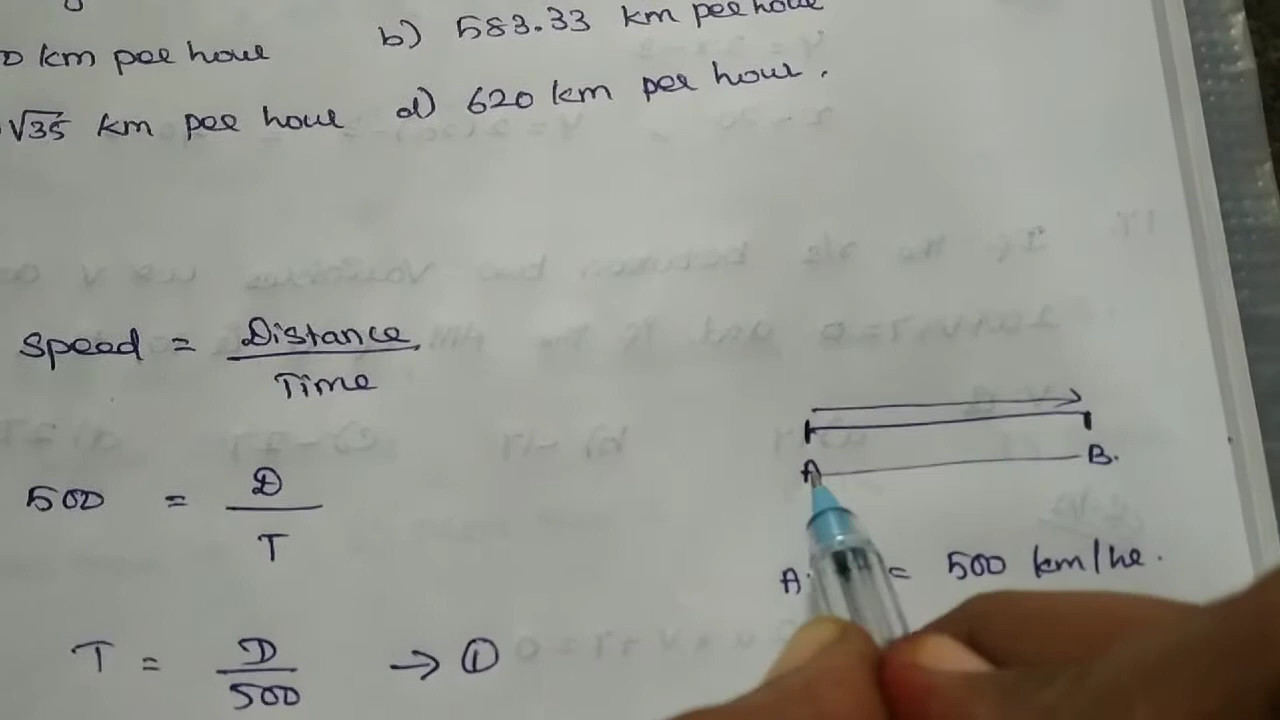 km per hour b) 583.33 km per hour
√35 km per hour d) 620 km per hour.
Speed = Distance / Time
500 = D / T
A B.
A = 500 km/hr.
T = D / 500 → ①